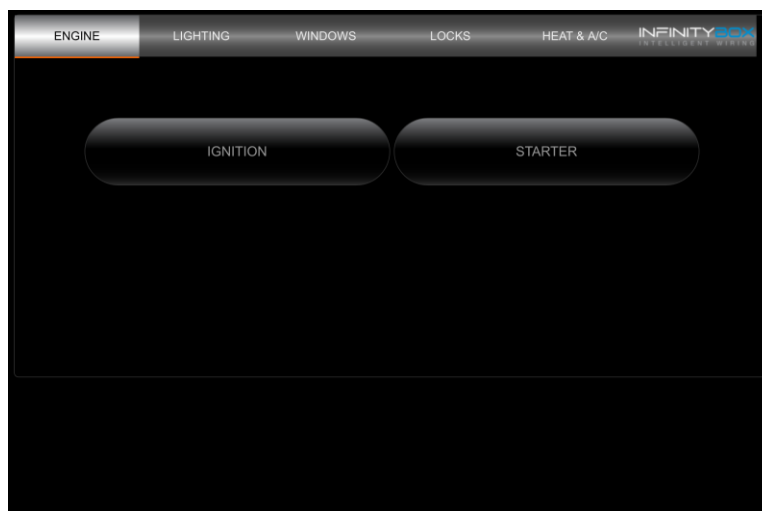 ENGINE LIGHTING WINDOWS LOCKS HEAT & A/C INFINITYBOX
INTELLIGENT WIRING
IGNITION STARTER